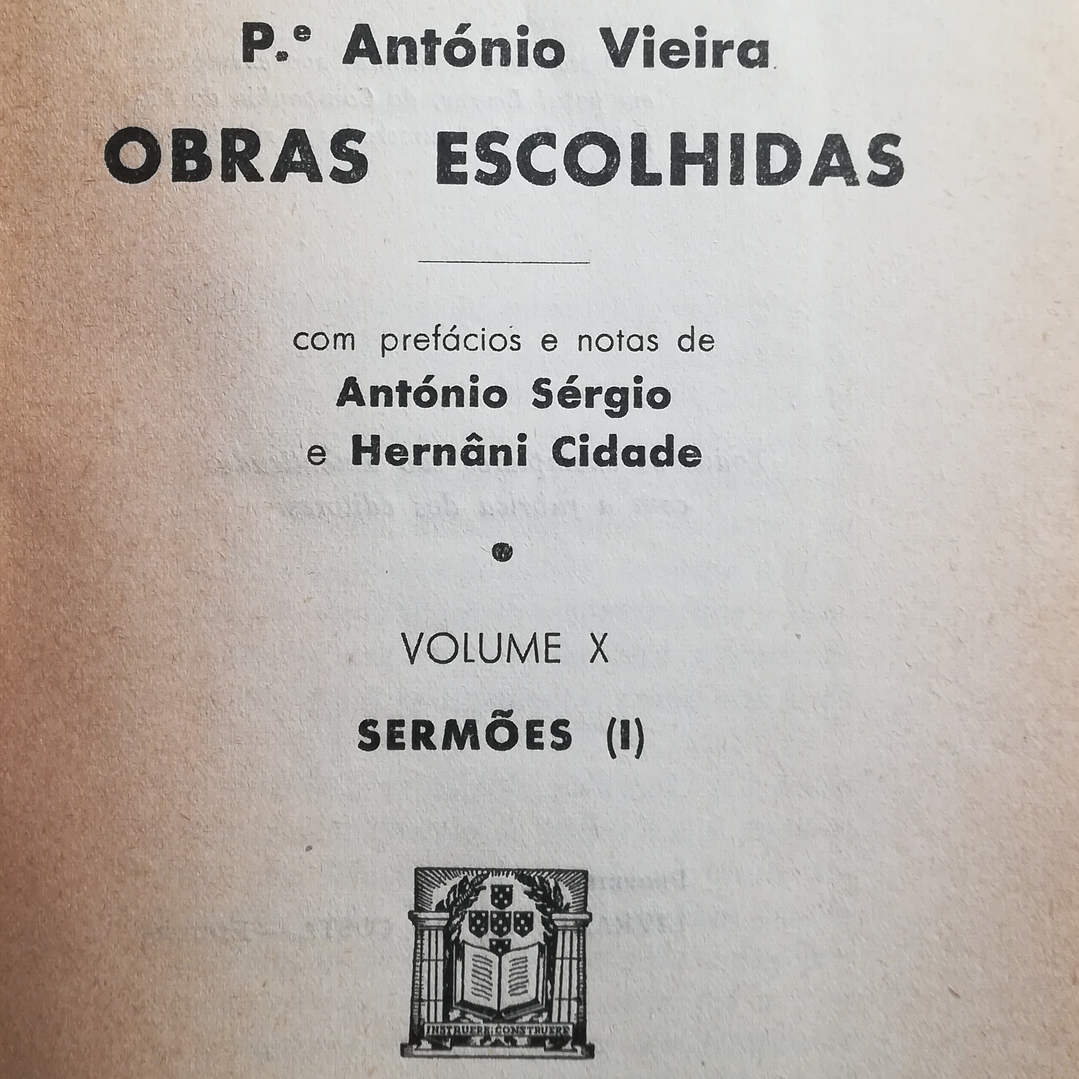 P.ᵉ António Vieira
OBRAS ESCOLHIDAS
com prefácios e notas de
António Sérgio
e Hernâni Cidade
VOLUME X
SERMÕES (I)
INSTRUERE CONSTRUERE